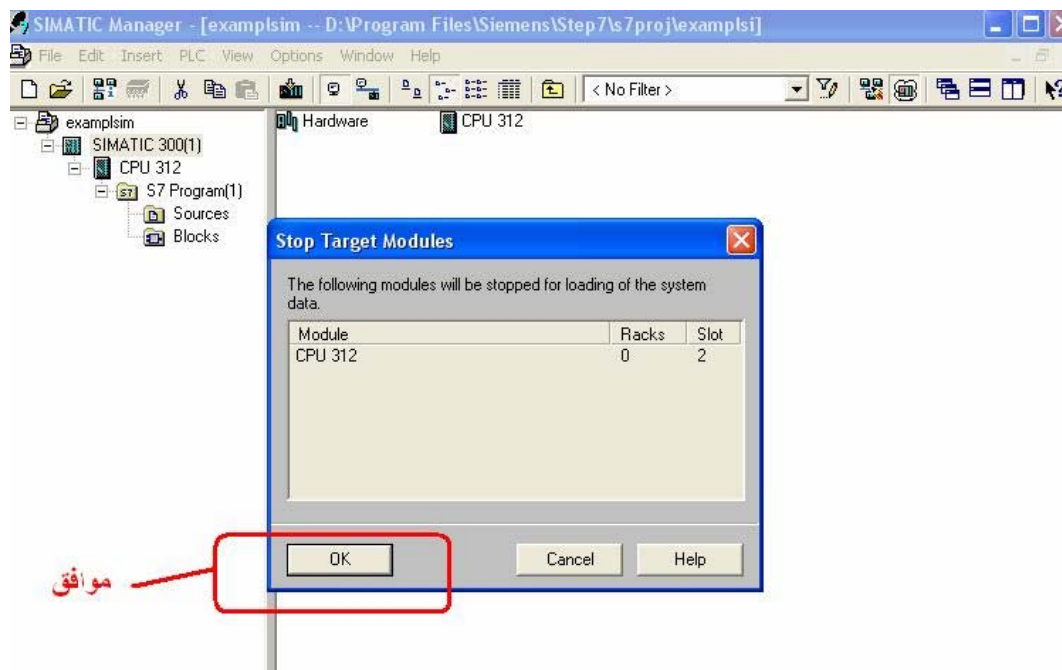 SIMATIC Manager - [examplsim -- D:\Program Files\Siemens\Step7\s7proj\examplsi]
File Edit Insert PLC View Options Window Help
< No Filter >
examplsim
SIMATIC 300(1)
CPU 312
S7 Program(1)
Sources
Blocks
Hardware CPU 312
Stop Target Modules
The following modules will be stopped for loading of the system
data.
Module Racks Slot
CPU 312 0 2
OK Cancel Help
موافق